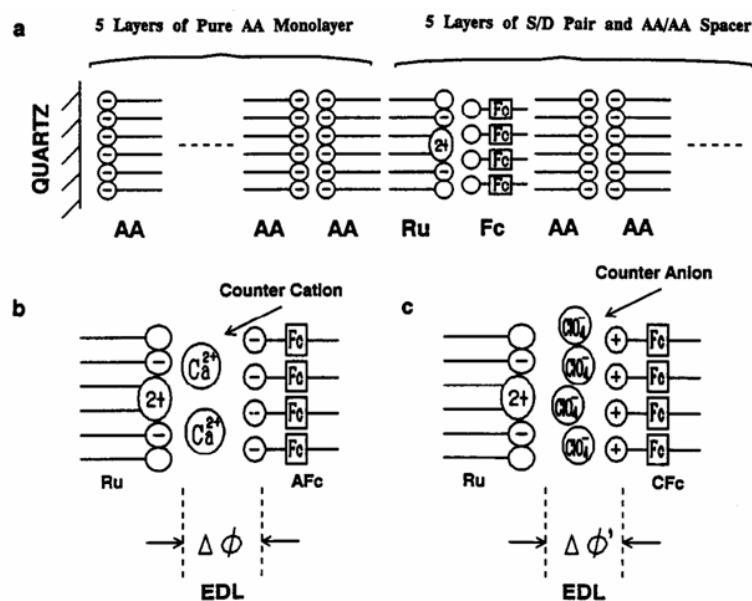 a
5 Layers of Pure AA Monolayer 5 Layers of S/D Pair and AA/AA Spacer
QUARTZ
2+
Fc
Fc
Fc
Fc
AA AA AA Ru Fc AA AA
b
Counter Cation
Ca2+
Ca2+
2+
Fc
Fc
Fc
Fc
Ru AFc
Δ ϕ
EDL
c
Counter Anion
ClO4−
ClO4−
ClO4−
ClO4−
2+
Fc
Fc
Fc
Fc
Ru CFc
Δ ϕ'
EDL